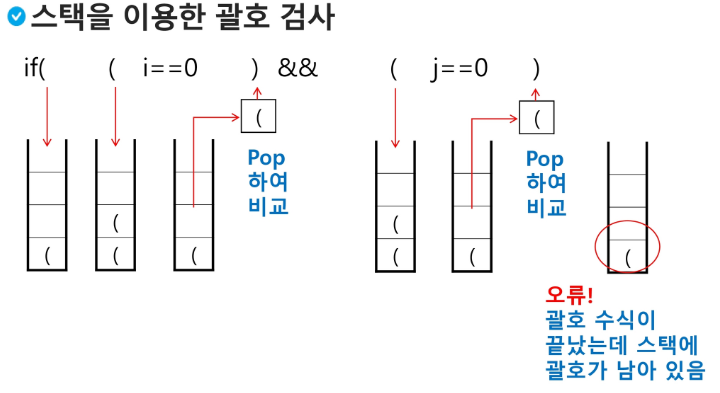 스택을 이용한 괄호 검사
if( ( i==0 ) && ( j==0 )
( (
Pop Pop
하여 하여
비교 비교
( (
( ( ( ( ( (
오류!
괄호 수식이
끝났는데 스택에
괄호가 남아 있음